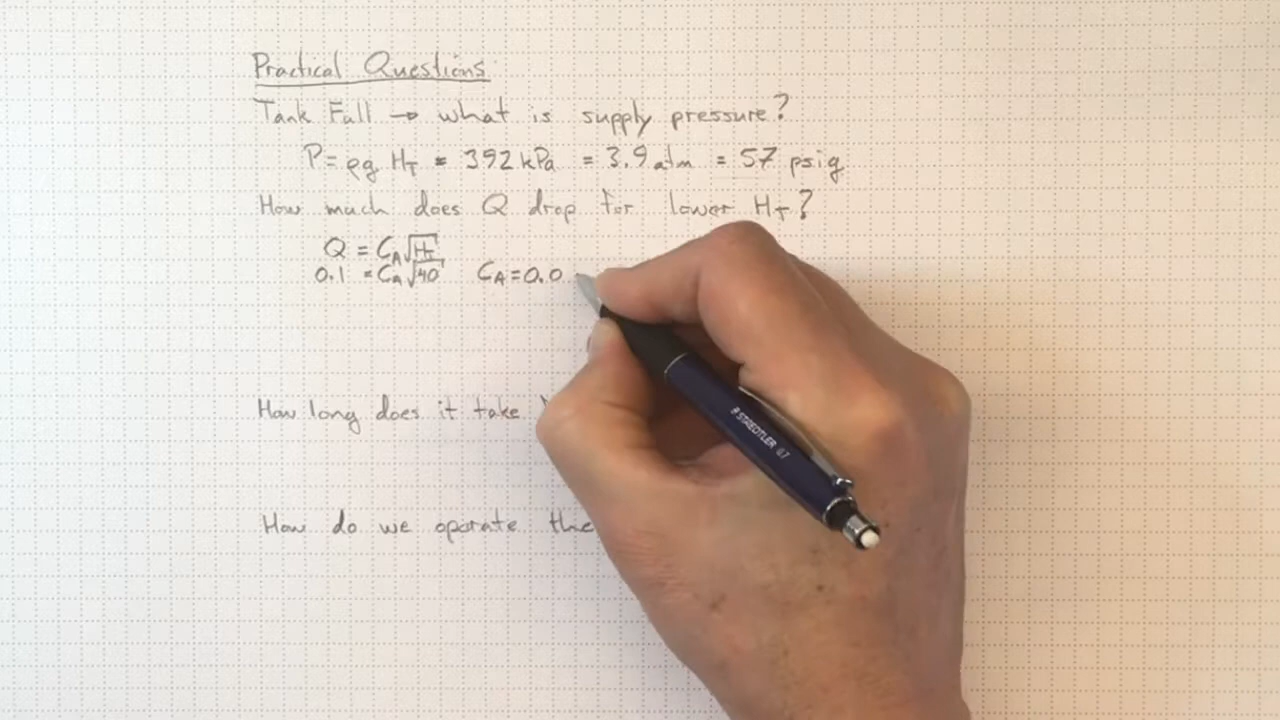 Practical Questions
Tank Full → what is supply pressure?
P = ρg H_T = 392 kPa = 3.9 atm = 57 psig
How much does Q drop for lower H_T?
Q = C_A √H_T
0.1 = C_A √40 C_A = 0.0
How long does it take
How do we operate the
STAEDTLER 0.7